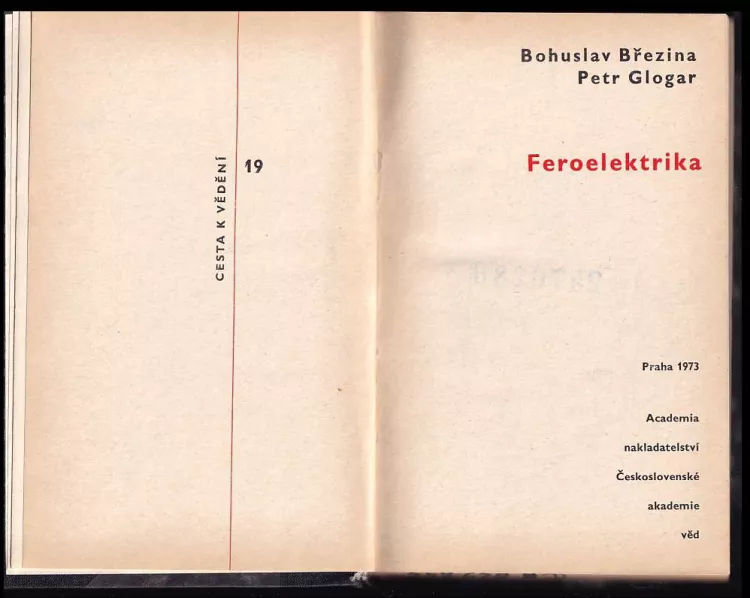 CESTA K VĚDĚNÍ
19
Bohuslav Březina
Petr Glogar
Feroelektrika
Praha 1973
Academia
nakladatelství
Československé
akademie
věd